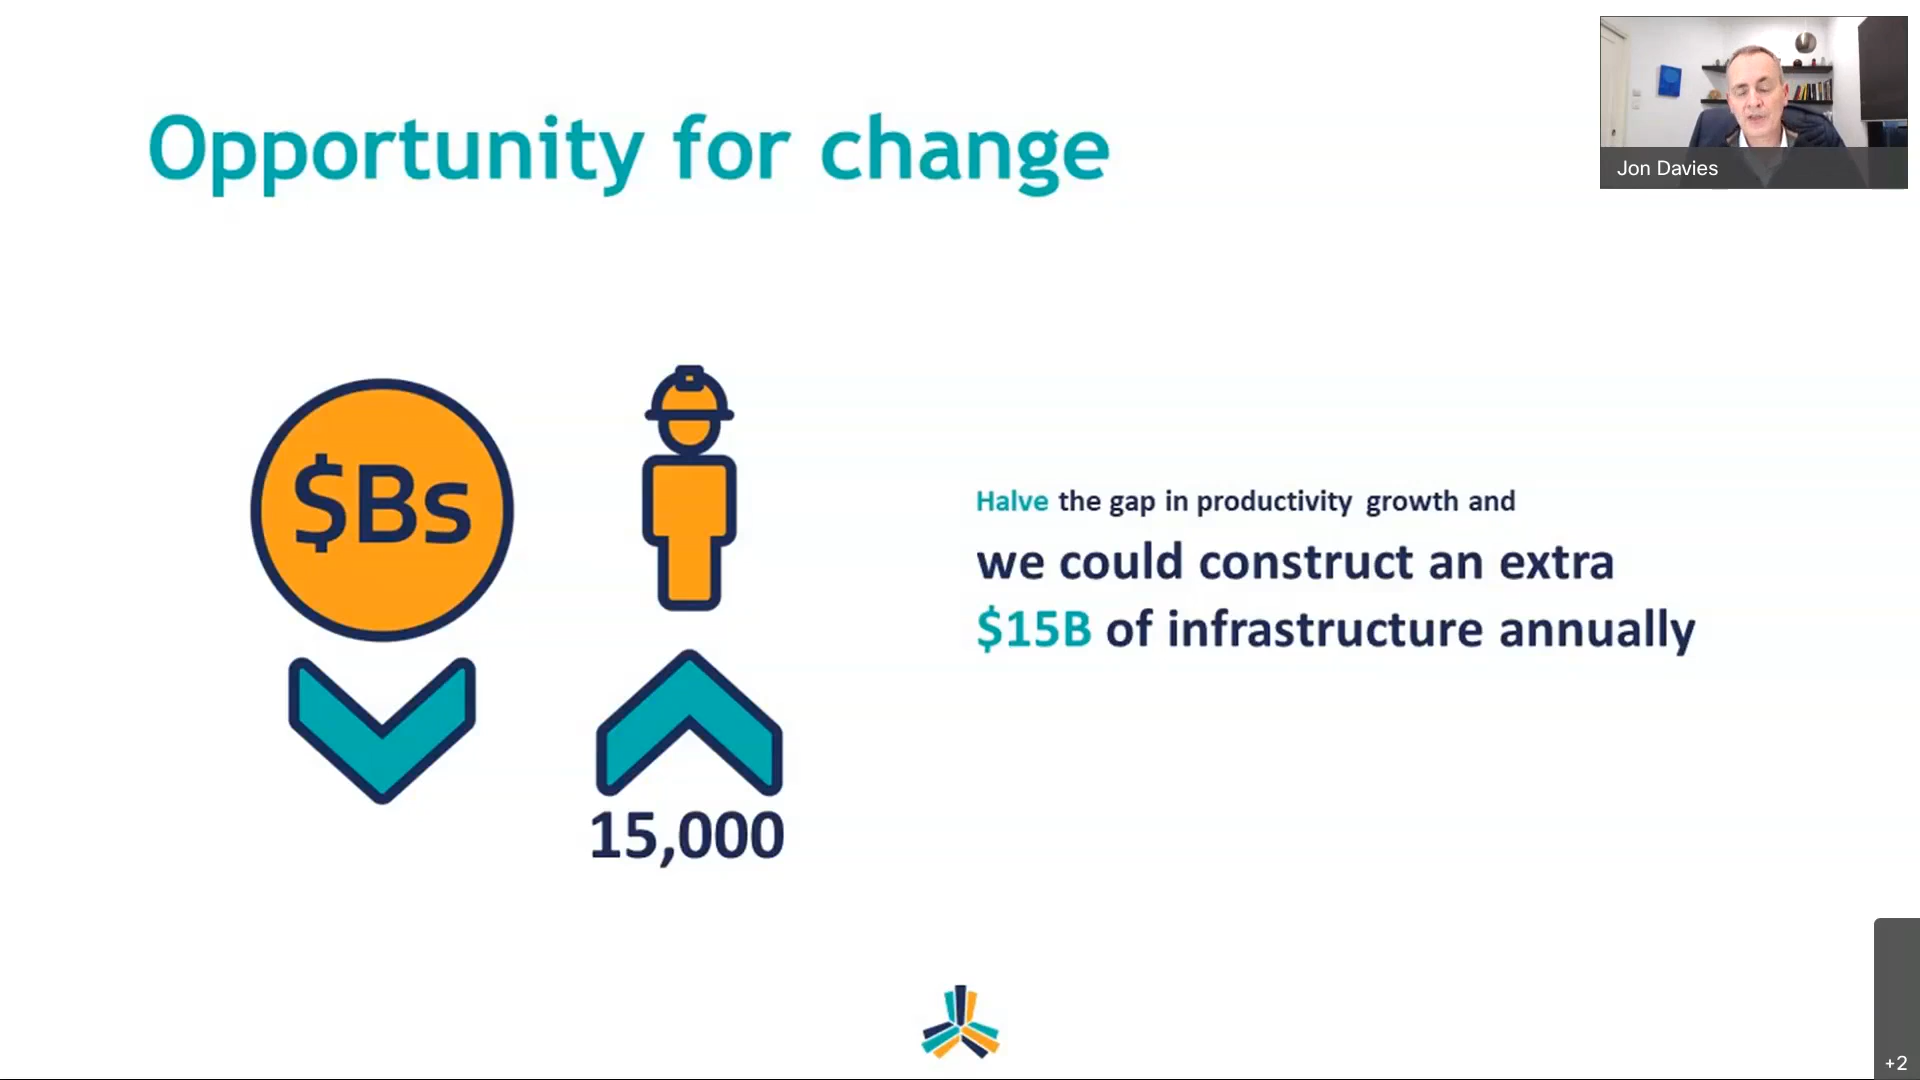 Opportunity for change
Jon Davies
$Bs
Halve the gap in productivity growth and
we could construct an extra
$15B of infrastructure annually
15,000
+2